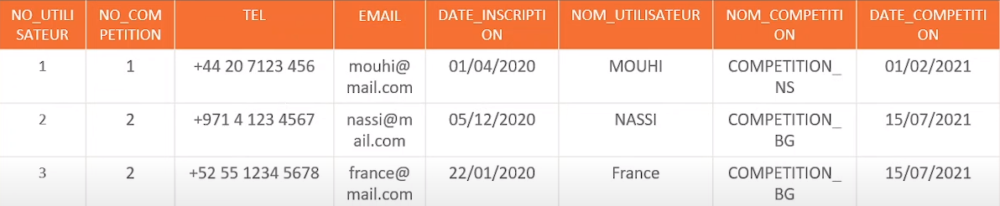 NO_UTILI
SATEUR
NO_COM
PETITION
TEL
EMAIL
DATE_INSCRIPTI
ON
NOM_UTILISATEUR
NOM_COMPETITI
ON
DATE_COMPETITI
ON
1
1
+44 20 7123 456
mouhi@
mail.com
01/04/2020
MOUHI
COMPETITION_
NS
01/02/2021
2
2
+971 4 123 4567
nassi@m
ail.com
05/12/2020
NASSI
COMPETITION_
BG
15/07/2021
3
2
+52 55 1234 5678
france@
mail.com
22/01/2020
France
COMPETITION_
BG
15/07/2021